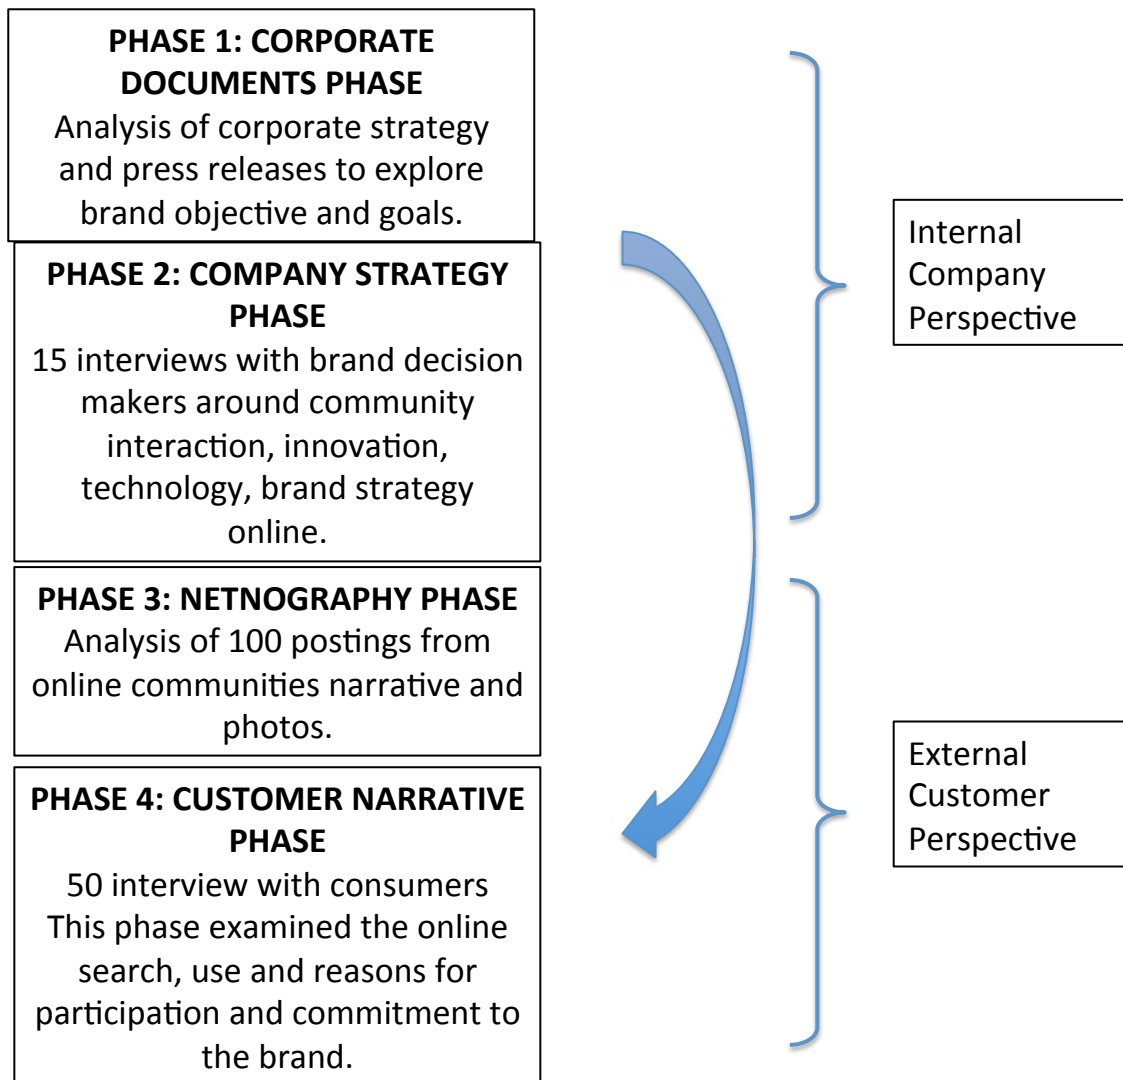 PHASE 1: CORPORATE
DOCUMENTS PHASE
Analysis of corporate strategy
and press releases to explore
brand objective and goals.
PHASE 2: COMPANY STRATEGY
PHASE
15 interviews with brand decision
makers around community
interaction, innovation,
technology, brand strategy
online.
Internal
Company
Perspective
PHASE 3: NETNOGRAPHY PHASE
Analysis of 100 postings from
online communities narrative and
photos.
PHASE 4: CUSTOMER NARRATIVE
PHASE
50 interview with consumers
This phase examined the online
search, use and reasons for
participation and commitment to
the brand.
External
Customer
Perspective